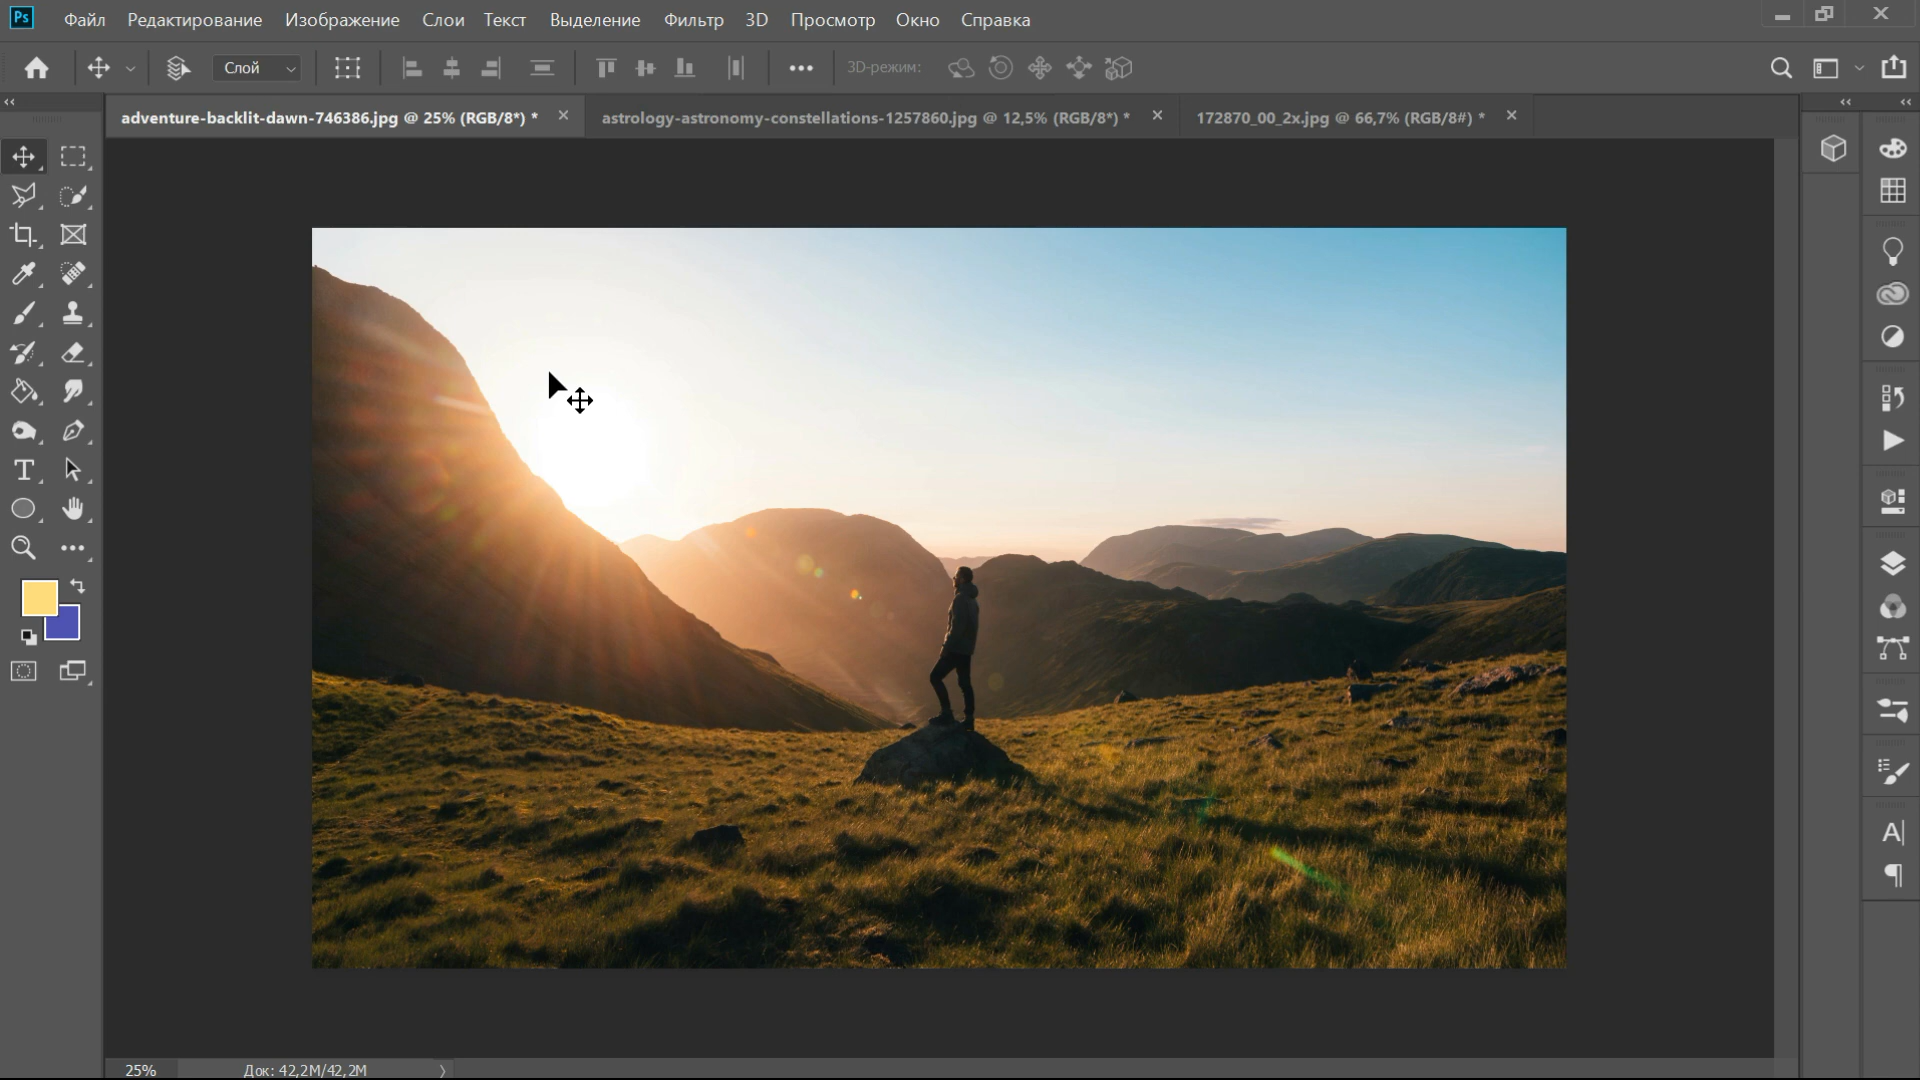 Ps Файл Редактирование Изображение Слои Текст Выделение Фильтр 3D Просмотр Окно Справка
Слой 3D-режим:
adventure-backlit-dawn-746386.jpg @ 25% (RGB/8*) * astrology-astronomy-constellations-1257860.jpg @ 12,5% (RGB/8*) * 172870_00_2x.jpg @ 66,7% (RGB/8#) *
25% Док: 42,2M/42,2M